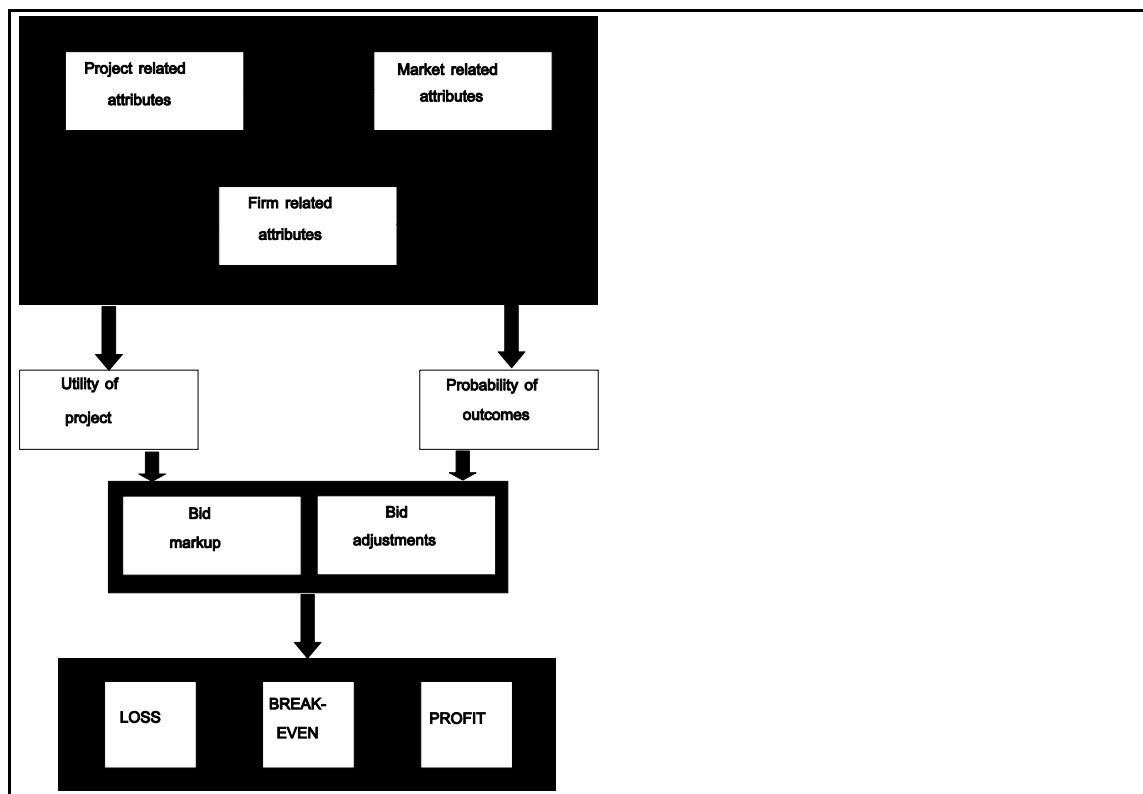 Project related
attributes
Market related
attributes
Firm related
attributes
Utility of
project
Probability of
outcomes
Bid
markup
Bid
adjustments
LOSS
BREAK-
EVEN
PROFIT